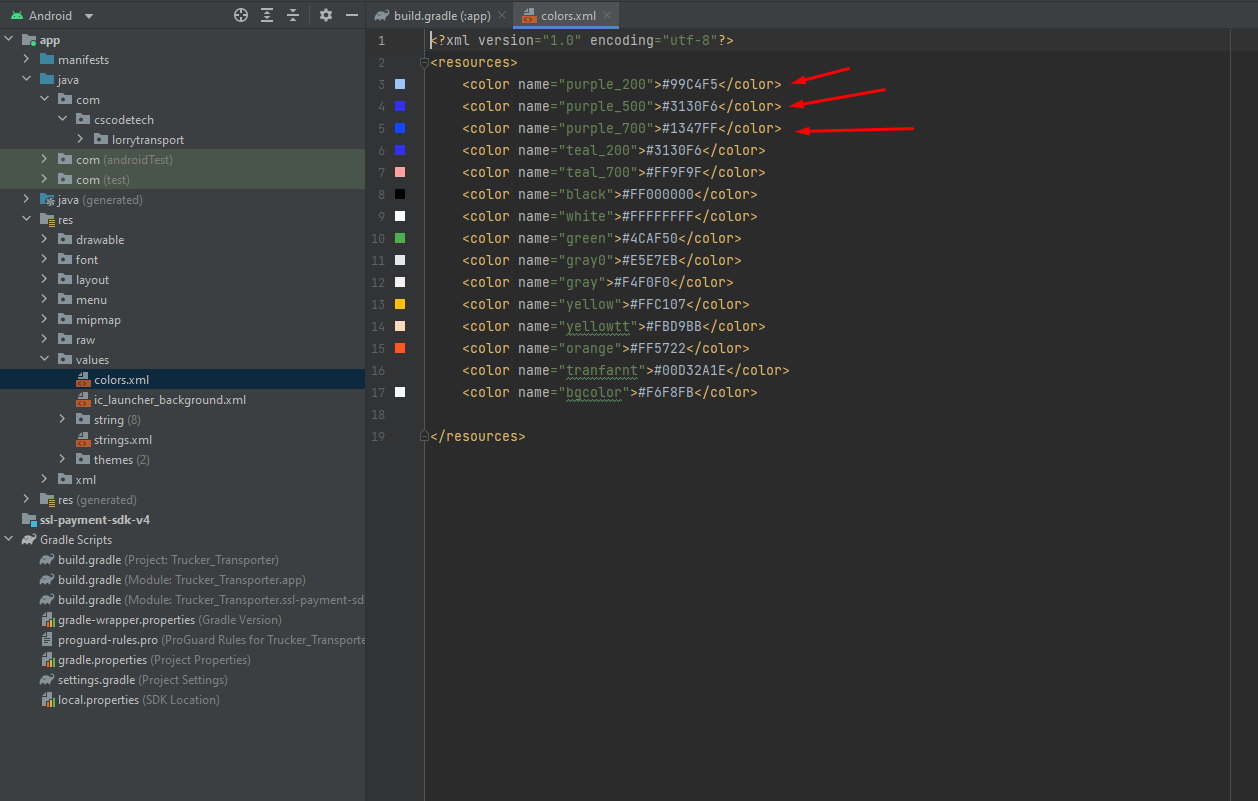 Android
build.gradle (:app)
colors.xml
app
manifests
java
com
cscodetech
lorrytransport
com (androidTest)
com (test)
java (generated)
res
drawable
font
layout
menu
mipmap
raw
values
colors.xml
ic_launcher_background.xml
string (8)
strings.xml
themes (2)
xml
res (generated)
ssl-payment-sdk-v4
Gradle Scripts
build.gradle (Project: Trucker_Transporter)
build.gradle (Module: Trucker_Transporter.app)
build.gradle (Module: Trucker_Transporter.ssl-payment-sd
gradle-wrapper.properties (Gradle Version)
proguard-rules.pro (ProGuard Rules for Trucker_Transporte
gradle.properties (Project Properties)
settings.gradle (Project Settings)
local.properties (SDK Location)
1 <?xml version="1.0" encoding="utf-8"?>
2 <resources>
3 <color name="purple_200">#99C4F5</color>
4 <color name="purple_500">#3130F6</color>
5 <color name="purple_700">#1347FF</color>
6 <color name="teal_200">#3130F6</color>
7 <color name="teal_700">#FF9F9F</color>
8 <color name="black">#FF000000</color>
9 <color name="white">#FFFFFFFF</color>
10 <color name="green">#4CAF50</color>
11 <color name="gray0">#E5E7EB</color>
12 <color name="gray">#F4F0F0</color>
13 <color name="yellow">#FFC107</color>
14 <color name="yellowtt">#FBD9BB</color>
15 <color name="orange">#FF5722</color>
16 <color name="tranfarnt">#00D32A1E</color>
17 <color name="bgcolor">#F6F8FB</color>
18
19 </resources>